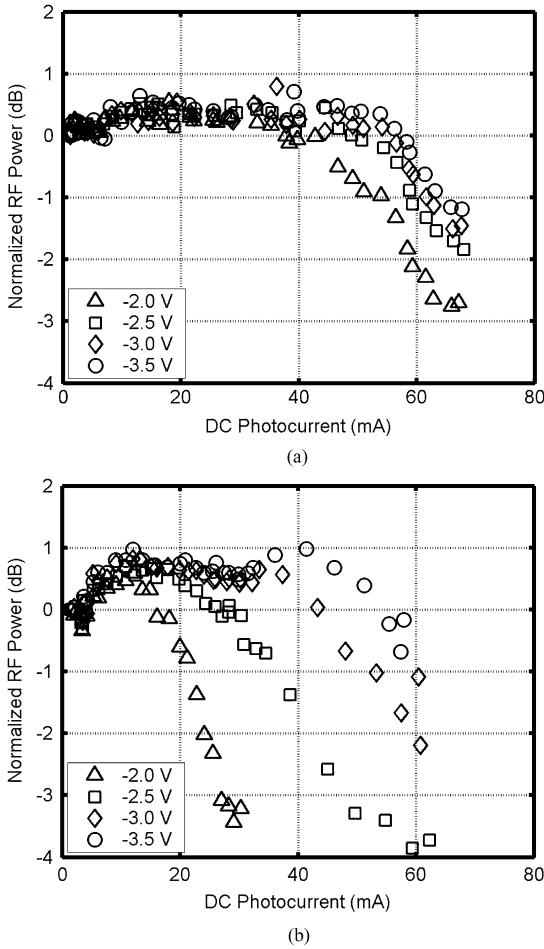 2
1
0
-1
-2
-3
-4
Normalized RF Power (dB)
-2.0 V
-2.5 V
-3.0 V
-3.5 V
0 20 40 60 80
DC Photocurrent (mA)
(a)
2
1
0
-1
-2
-3
-4
Normalized RF Power (dB)
-2.0 V
-2.5 V
-3.0 V
-3.5 V
0 20 40 60 80
DC Photocurrent (mA)
(b)